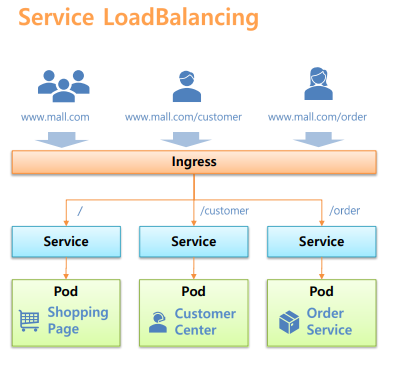 Service LoadBalancing
www.mall.com
www.mall.com/customer
www.mall.com/order
Ingress
/
/customer
/order
Service
Service
Service
Pod
Shopping
Page
Pod
Customer
Center
Pod
Order
Service